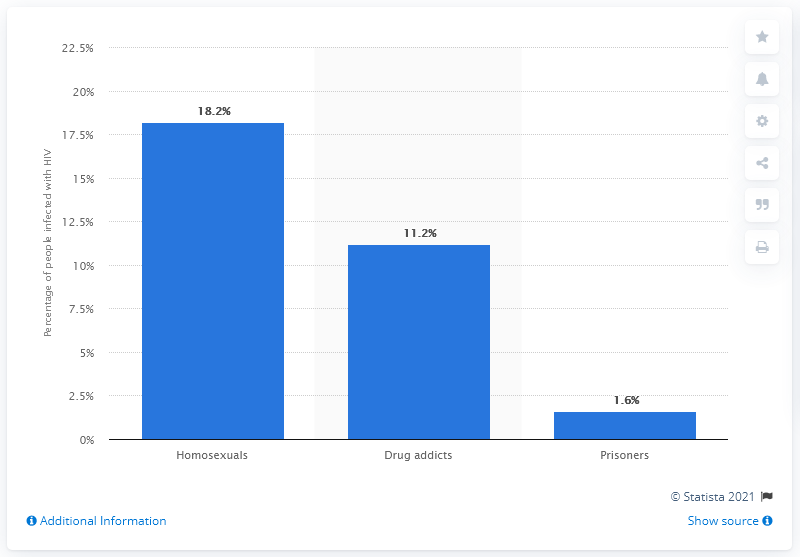 22.5%
20%
17.5%
15%
12.5%
10%
7.5%
5%
2.5%
0%
Percentage of people infected with HIV
18.2%
11.2%
1.6%
Homosexuals
Drug addicts
Prisoners
© Statista 2021
Additional Information
Show source